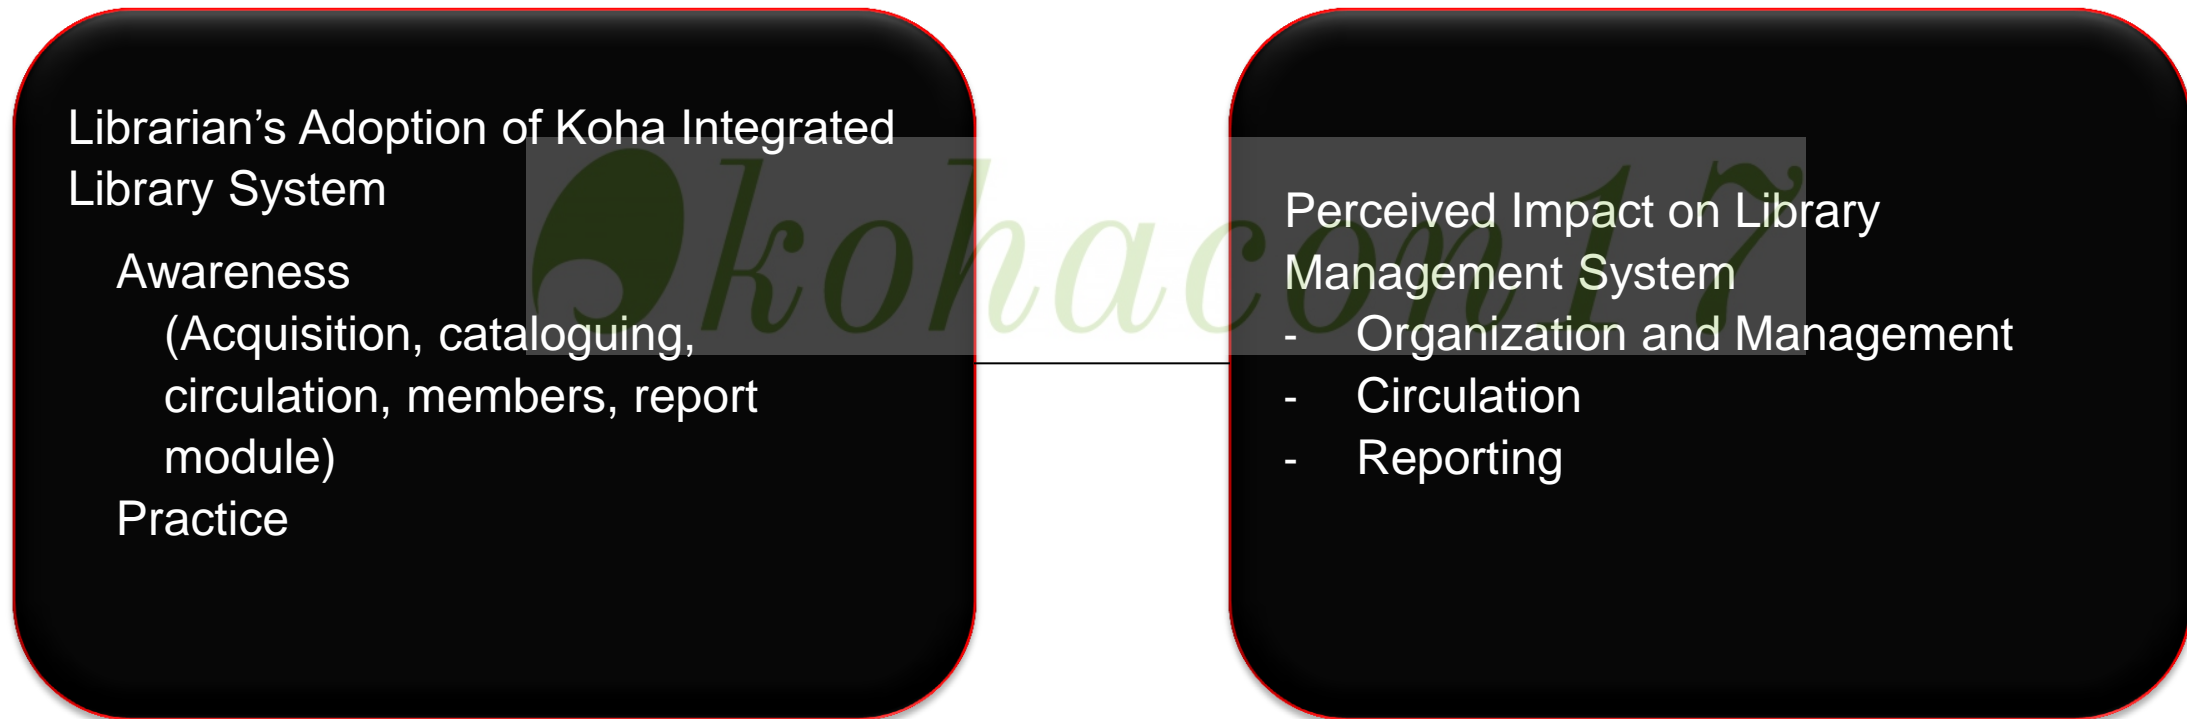 Librarian’s Adoption of Koha Integrated
Library System
Awareness
(Acquisition, cataloguing,
circulation, members, report
module)
Practice
kohacon17
Perceived Impact on Library
Management System
- Organization and Management
- Circulation
- Reporting